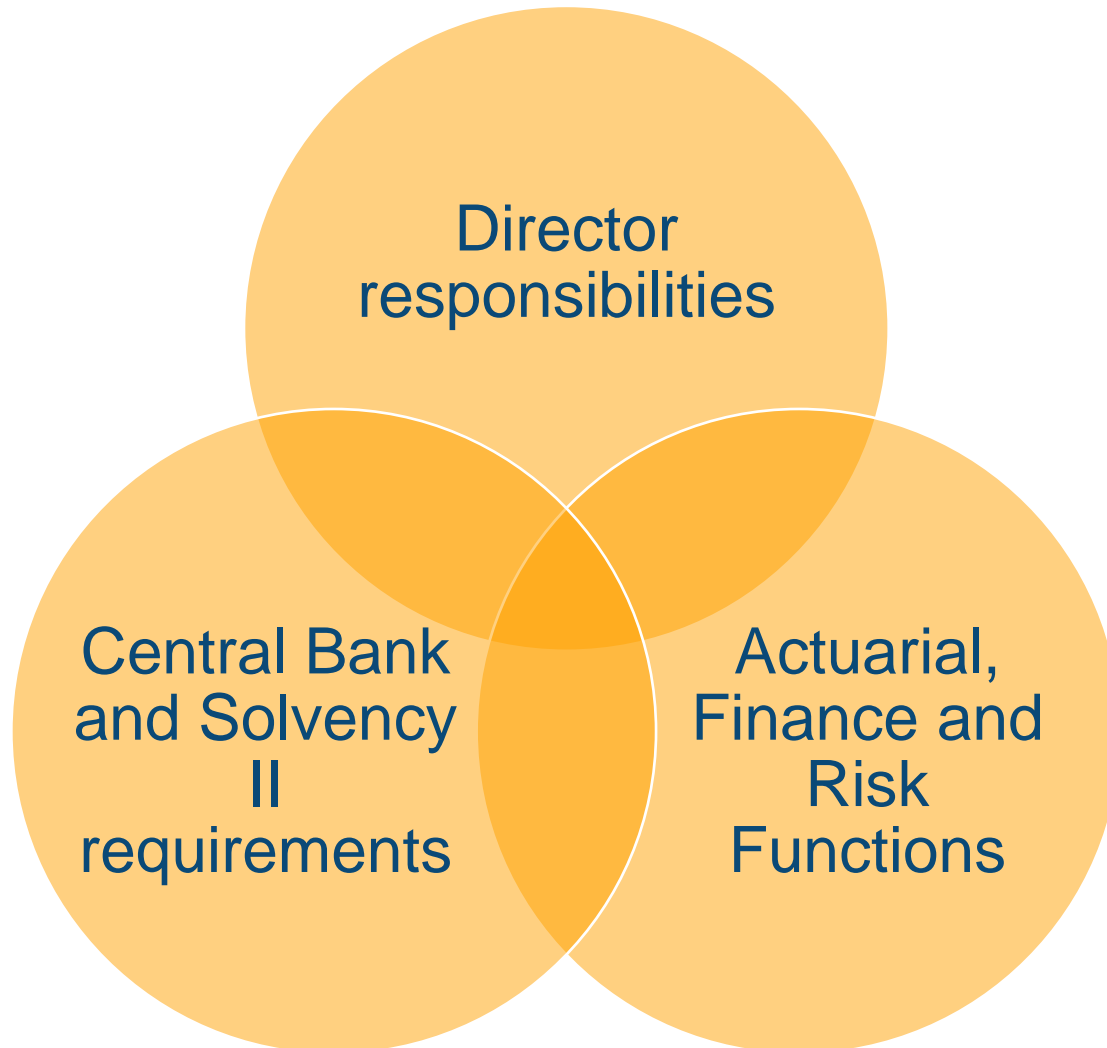 Director
responsibilities
Central Bank
and Solvency
II
requirements
Actuarial,
Finance and
Risk
Functions